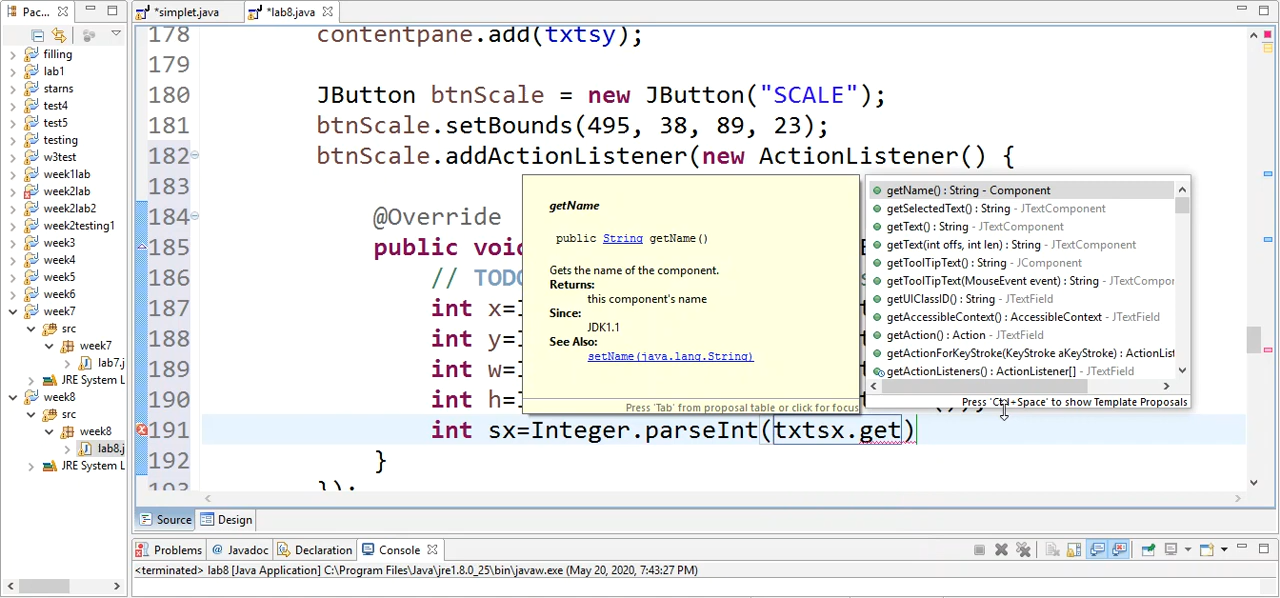 Pac...
*simplet.java
*lab8.java
filling
lab1
starns
test4
test5
testing
w3test
week1lab
week2lab
week2lab2
week2testing1
week3
week4
week5
week6
week7
src
week7
lab7.j
JRE System L
week8
src
week8
lab8.j
JRE System L
178 contentpane.add(txtsy);
179
180 JButton btnScale = new JButton("SCALE");
181 btnScale.setBounds(495, 38, 89, 23);
182 btnScale.addActionListener(new ActionListener() {
183
184 @Override
185 public voi
186 // TODO
187 int x=
188 int y=
189 int w=
190 int h=
191 int sx=Integer.parseInt(txtsx.get)
192 }
193 });
getName
public String getName()
Gets the name of the component.
Returns:
this component's name
Since:
JDK1.1
See Also:
setName(java.lang.String)
Press 'Tab' from proposal table or click for focus
getName() : String - Component
getSelectedText() : String - JTextComponent
getText() : String - JTextComponent
getText(int offs, int len) : String - JTextComponent
getToolTipText() : String - JComponent
getToolTipText(MouseEvent event) : String - JTextCompor
getUIClassID() : String - JTextField
getAccessibleContext() : AccessibleContext - JTextField
getAction() : Action - JTextField
getActionForKeyStroke(KeyStroke aKeyStroke) : ActionList
getActionListeners() : ActionListener[] - JTextField
Press 'Ctrl+Space' to show Template Proposals
Source
Design
Problems
@ Javadoc
Declaration
Console
<terminated> lab8 [Java Application] C:\Program Files\Java\jre1.8.0_25\bin\javaw.exe (May 20, 2020, 7:43:27 PM)